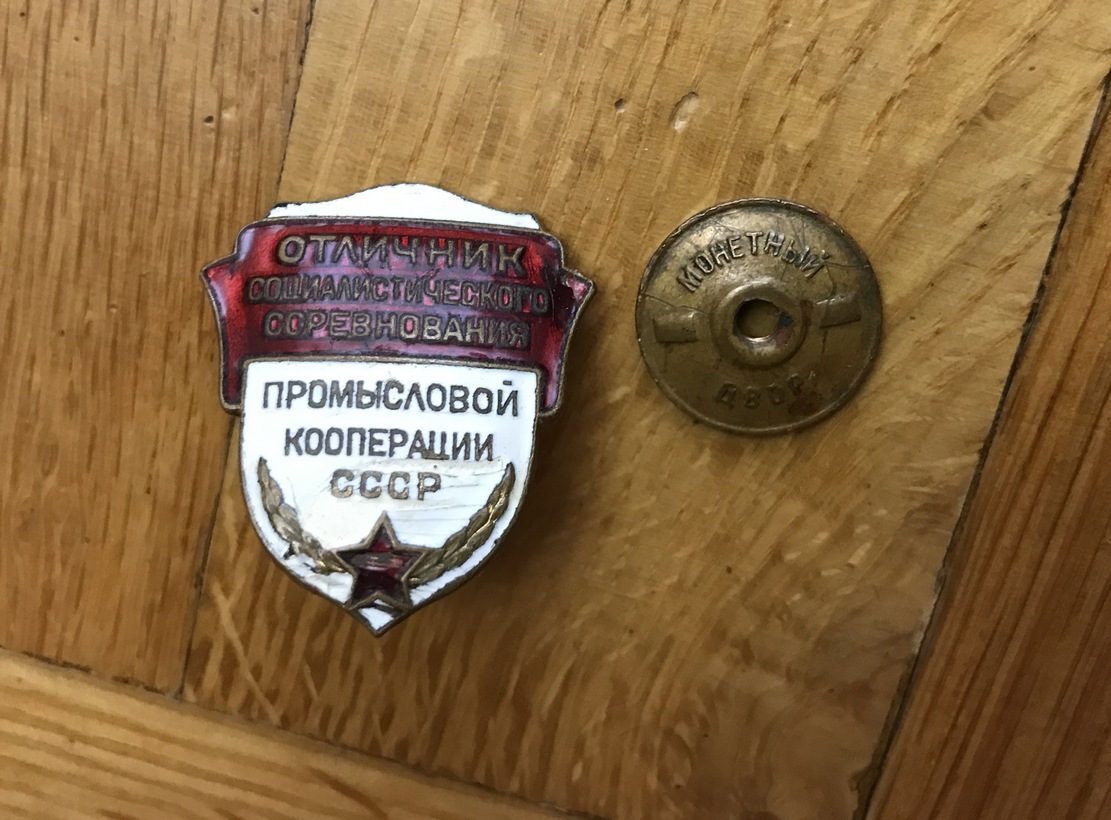 ОТЛИЧНИК
СОЦИАЛИСТИЧЕСКОГО
СОРЕВНОВАНИЯ
ПРОМЫСЛОВОЙ
КООПЕРАЦИИ
СССР
МОНЕТНЫЙ
ДВОР